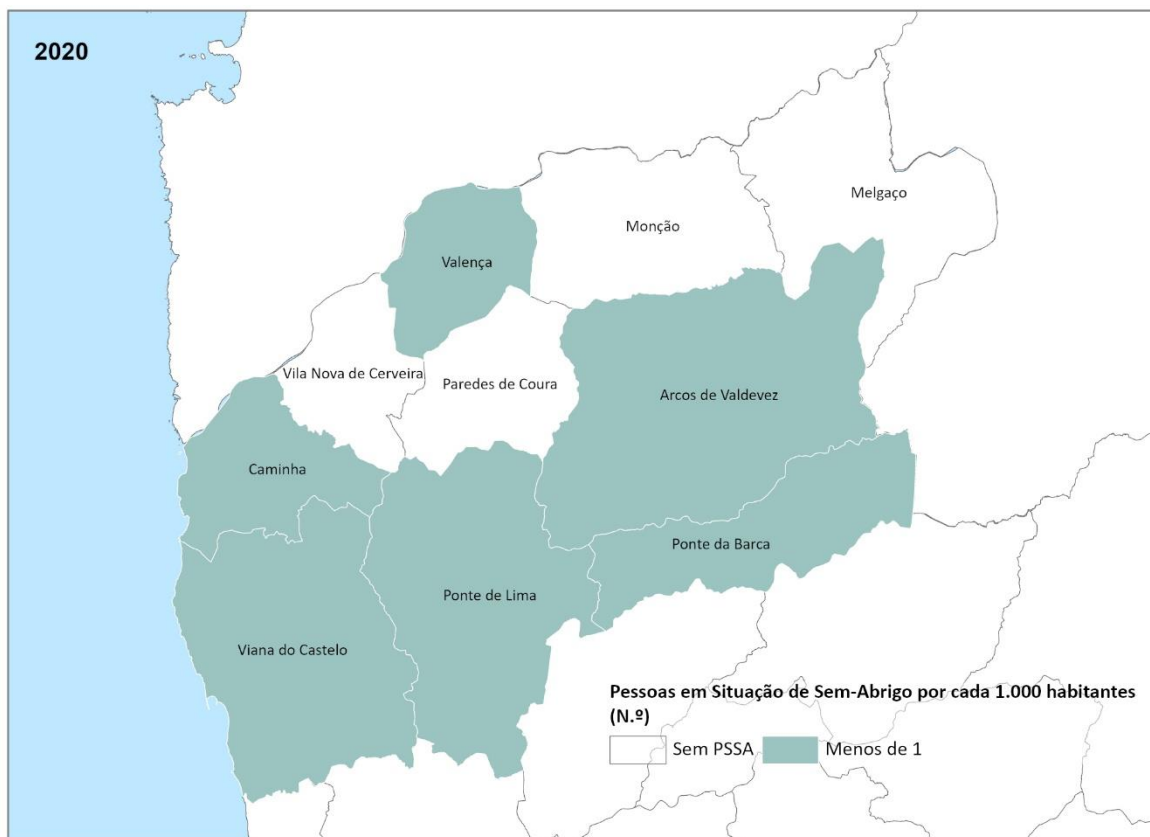 2020
Melgaço
Monção
Valença
Vila Nova de Cerveira
Paredes de Coura
Arcos de Valdevez
Caminha
Ponte da Barca
Ponte de Lima
Viana do Castelo
Pessoas em Situação de Sem-Abrigo por cada 1.000 habitantes
(N.º)
Sem PSSA Menos de 1